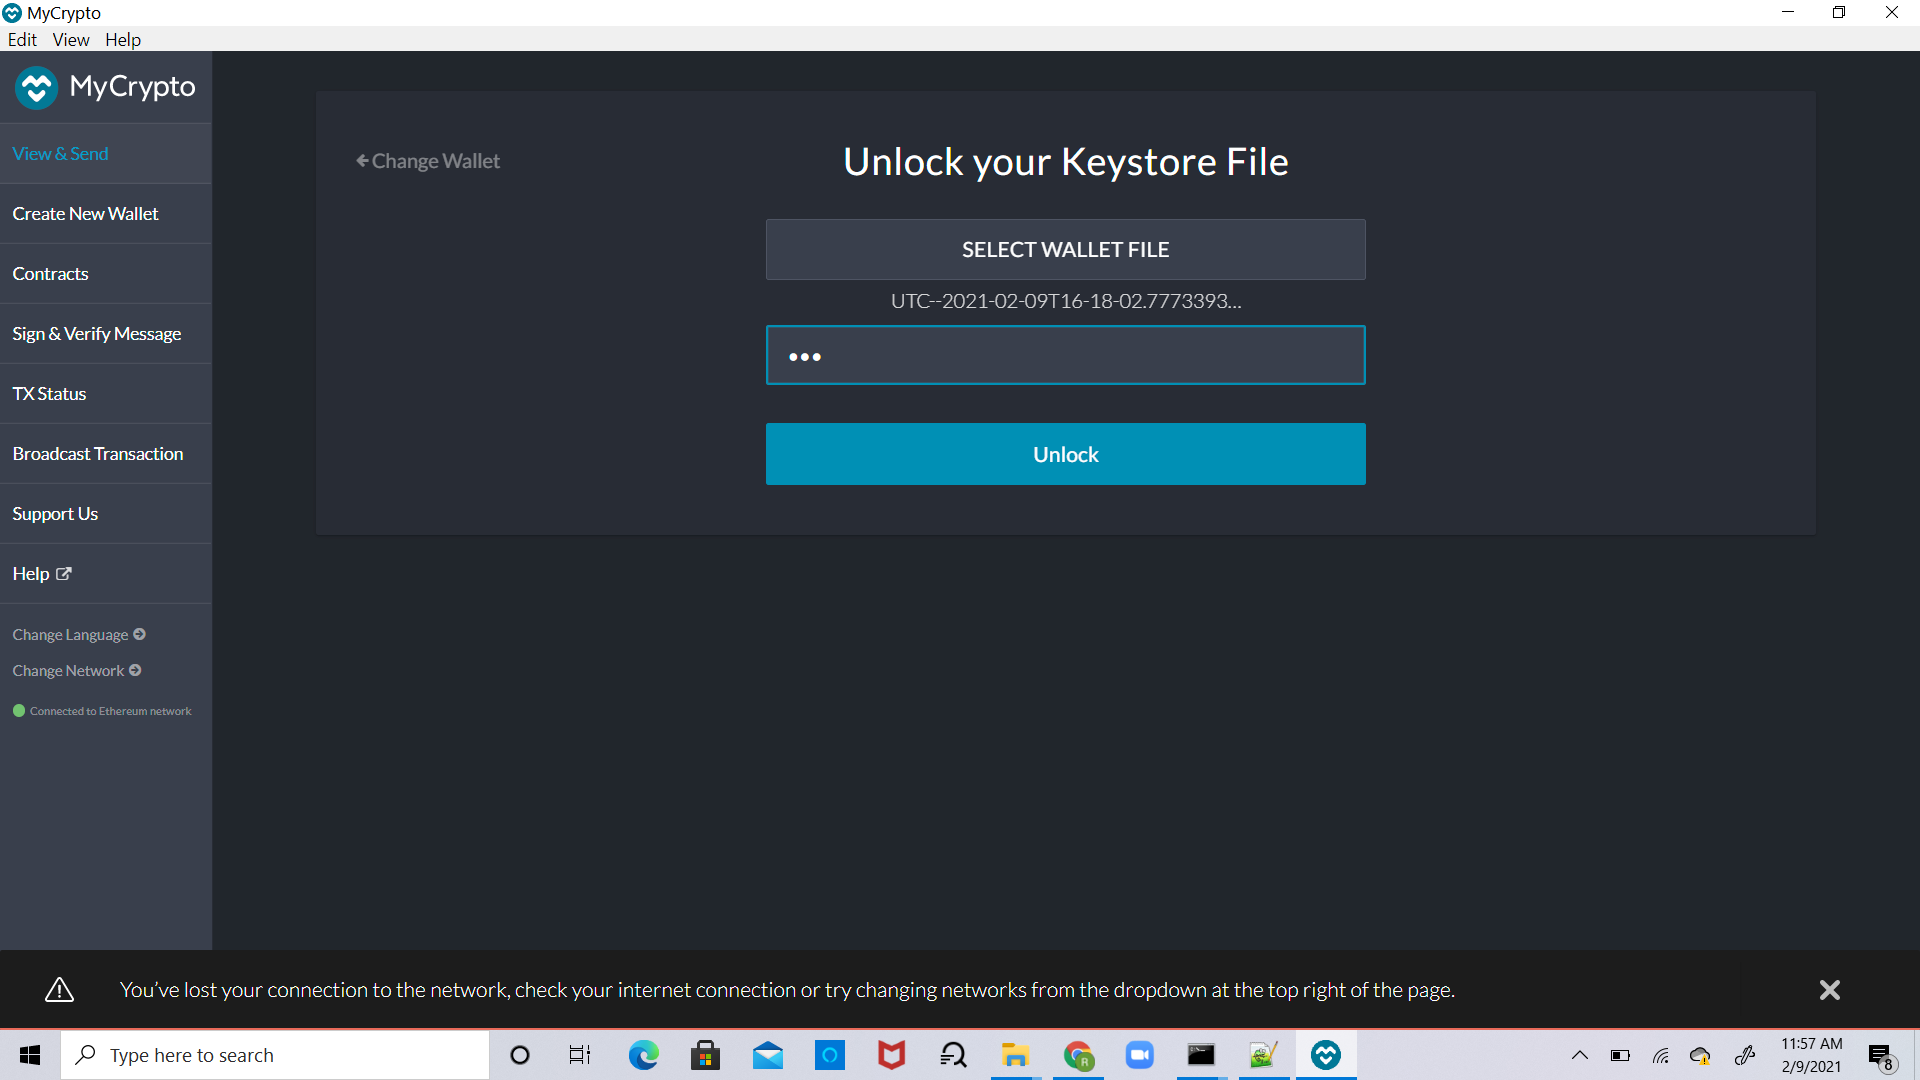 MyCrypto
Edit View Help
MyCrypto
View & Send
Create New Wallet
Contracts
Sign & Verify Message
TX Status
Broadcast Transaction
Support Us
Help
Change Language
Change Network
Connected to Ethereum network
Change Wallet
Unlock your Keystore File
SELECT WALLET FILE
UTC--2021-02-09T16-18-02.7773393...
Unlock
You've lost your connection to the network, check your internet connection or try changing networks from the dropdown at the top right of the page.
Type here to search
R
11:57 AM
2/9/2021
8